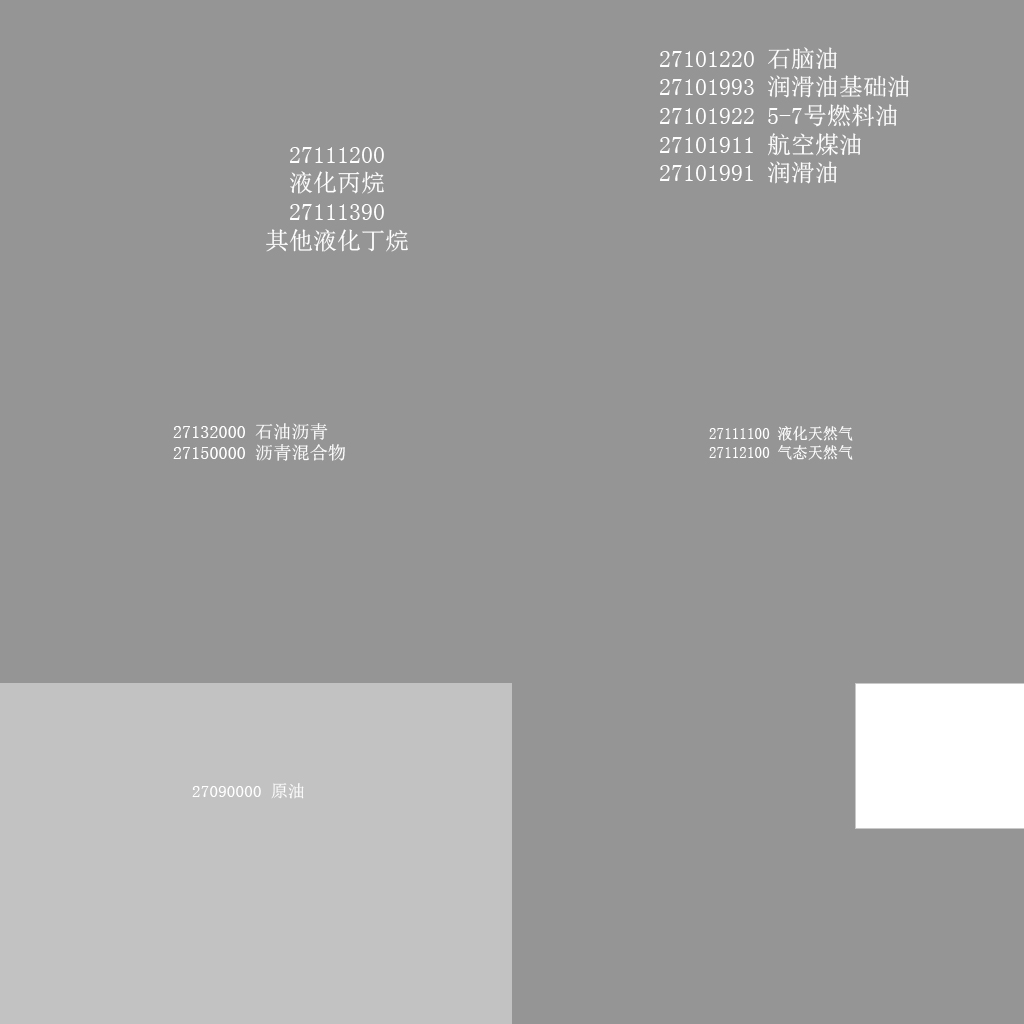 27111200
液化丙烷
27111390
其他液化丁烷
27101220 石脑油
27101993 润滑油基础油
27101922 5-7号燃料油
27101911 航空煤油
27101991 润滑油
27132000 石油沥青
27150000 沥青混合物
27111100 液化天然气
27112100 气态天然气
27090000 原油